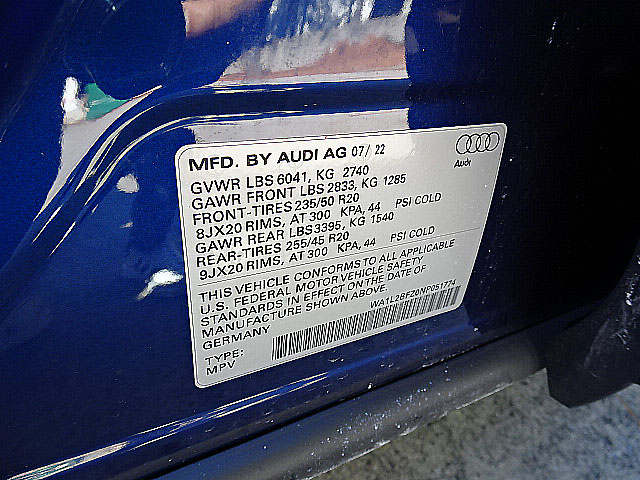 MFD. BY AUDI AG 07/ 22
Audi
GVWR LBS 6041, KG 2740
GAWR FRONT LBS 2833, KG 1285
FRONT-TIRES 235/50 R20
8JX20 RIMS, AT 300 KPA, 44 PSI COLD
GAWR REAR LBS 3395, KG 1540
REAR-TIRES 255/45 R20
9JX20 RIMS, AT 300 KPA, 44 PSI COLD
THIS VEHICLE CONFORMS TO ALL APPLICABLE
U.S. FEDERAL MOTOR VEHICLE SAFETY
STANDARDS IN EFFECT ON THE DATE OF
MANUFACTURE SHOWN ABOVE.
GERMANY
WA1L2BFZ8NP051774
TYPE:
MPV